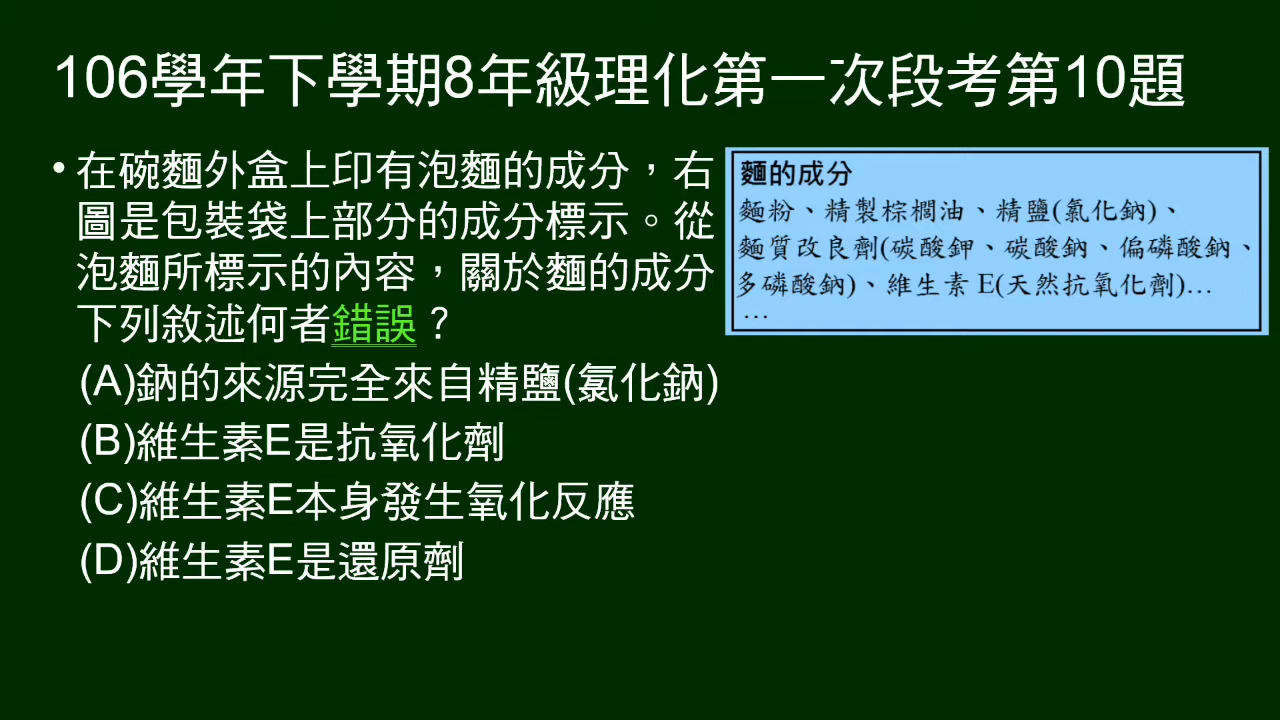 106學年下學期8年級理化第一次段考第10題
•在碗麵外盒上印有泡麵的成分，右
圖是包裝袋上部分的成分標示。從
泡麵所標示的內容，關於麵的成分
下列敘述何者錯誤？
(A)鈉的來源完全來自精鹽(氯化鈉)
(B)維生素E是抗氧化劑
(C)維生素E本身發生氧化反應
(D)維生素E是還原劑
麵的成分
麵粉、精製棕櫚油、精鹽(氯化鈉)、
麵質改良劑(碳酸鉀、碳酸鈉、偏磷酸鈉、
多磷酸鈉)、維生素 E(天然抗氧化劑)…
…